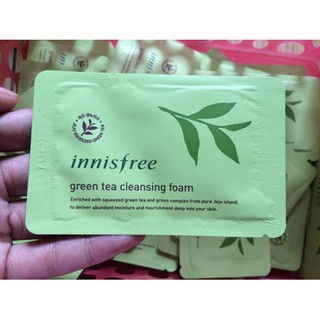 innisfree
green tea cleansing foam
Enriched with squeezed green tea and green complex from pure Jeju Island,
to deliver abundant moisture and nourishment deep into your skin.